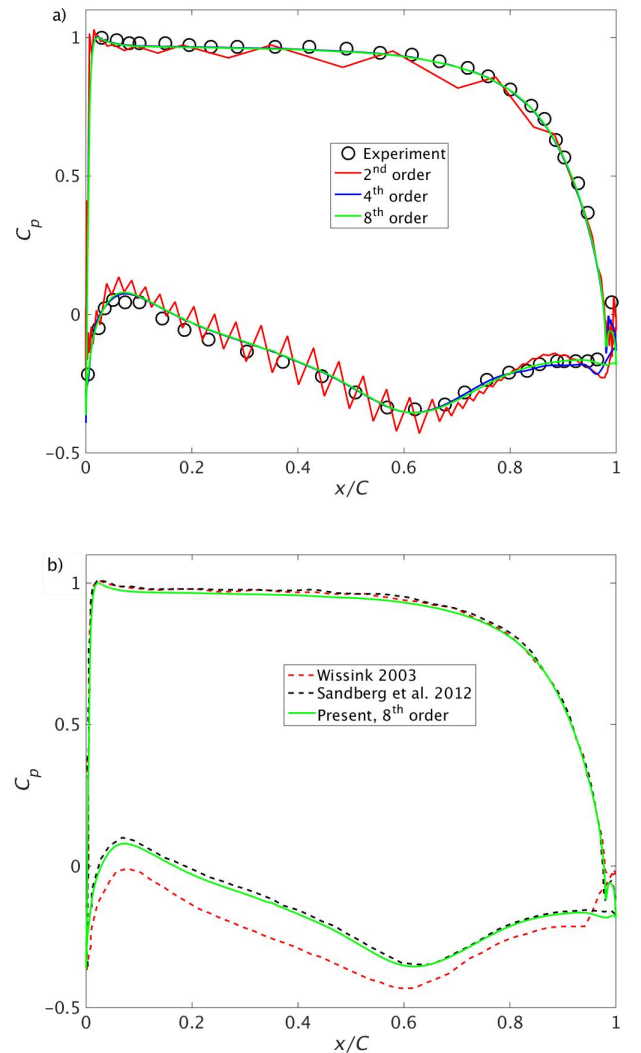 a)
1
0.5
0
−0.5
C_p
Experiment
2nd order
4th order
8th order
0 0.2 0.4 0.6 0.8 1
x/C
b)
1
0.5
0
−0.5
C_p
Wissink 2003
Sandberg et al. 2012
Present, 8th order
0 0.2 0.4 0.6 0.8 1
x/C